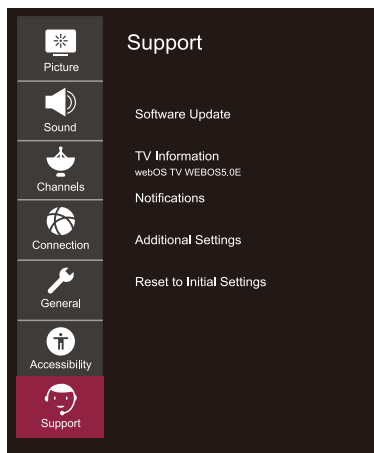 Picture
Sound
Channels
Connection
General
Accessibility
Support
Support
Software Update
TV Information
webOS TV WEBOS5.0E
Notifications
Additional Settings
Reset to Initial Settings